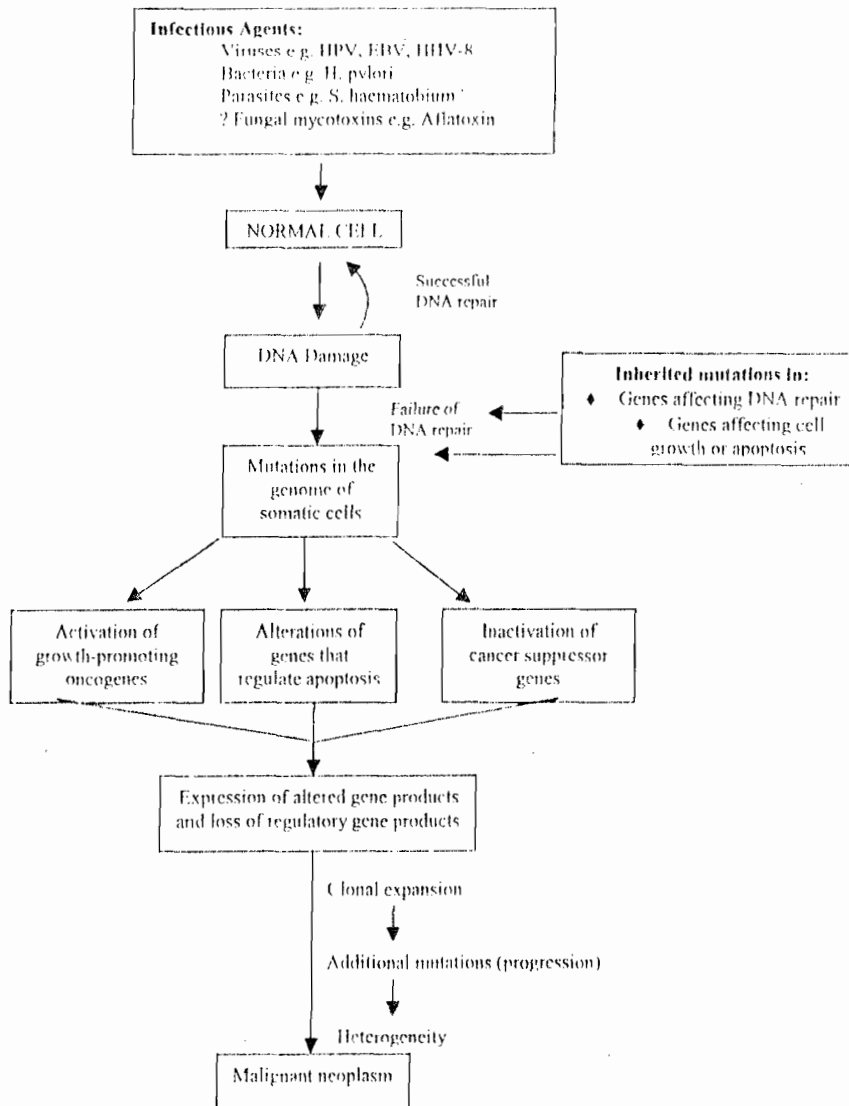 Infectious Agents:
Viruses e.g. HPV, EBV, HHV-8
Bacteria e.g. H. pylori
Parasites e.g. S. haematobium
? Fungal mycotoxins e.g. Aflatoxin
NORMAL CELL
Successful
DNA repair
DNA Damage
Inherited mutations in:
♦ Genes affecting DNA repair
♦ Genes affecting cell
growth or apoptosis
Failure of
DNA repair
Mutations in the
genome of
somatic cells
Activation of
growth-promoting
oncogenes
Alterations of
genes that
regulate apoptosis
Inactivation of
cancer suppressor
genes
Expression of altered gene products
and loss of regulatory gene products
Clonal expansion
Additional mutations (progression)
Heterogeneity
Malignant neoplasm